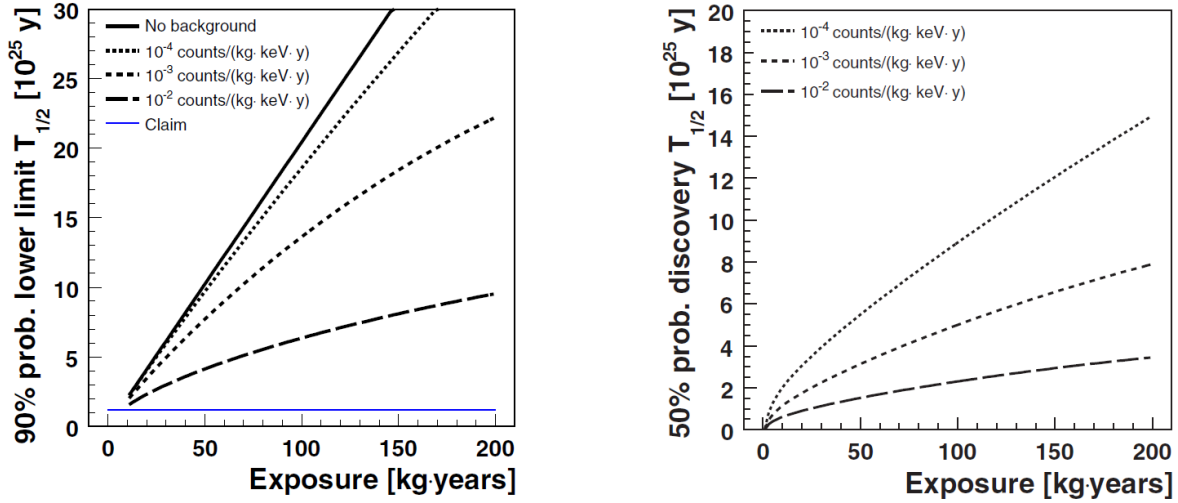 90% prob. lower limit T1/2 [10^25 y]
30
25
20
15
10
5
0
No background
10^-4 counts/(kg· keV· y)
10^-3 counts/(kg· keV· y)
10^-2 counts/(kg· keV· y)
Claim
0 50 100 150 200
Exposure [kg·years]
50% prob. discovery T1/2 [10^25 y]
20
18
16
14
12
10
8
6
4
2
0
10^-4 counts/(kg· keV· y)
10^-3 counts/(kg· keV· y)
10^-2 counts/(kg· keV· y)
0 50 100 150 200
Exposure [kg·years]